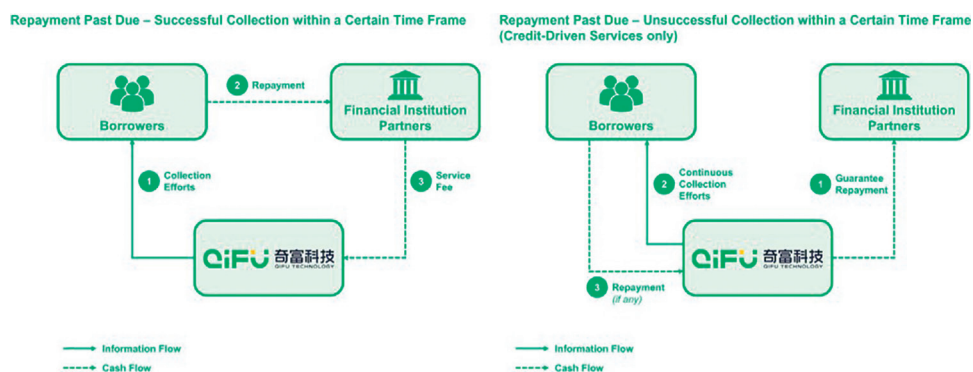 Repayment Past Due – Successful Collection within a Certain Time Frame
Borrowers
2 Repayment
Financial Institution
Partners
1 Collection
Efforts
3 Service
Fee
QiFU 奇富科技
QIFU TECHNOLOGY
Information Flow
Cash Flow
Repayment Past Due – Unsuccessful Collection within a Certain Time Frame
(Credit-Driven Services only)
Borrowers
Financial Institution
Partners
2 Continuous
Collection
Efforts
1 Guarantee
Repayment
QiFU 奇富科技
QIFU TECHNOLOGY
3 Repayment
(if any)
Information Flow
Cash Flow